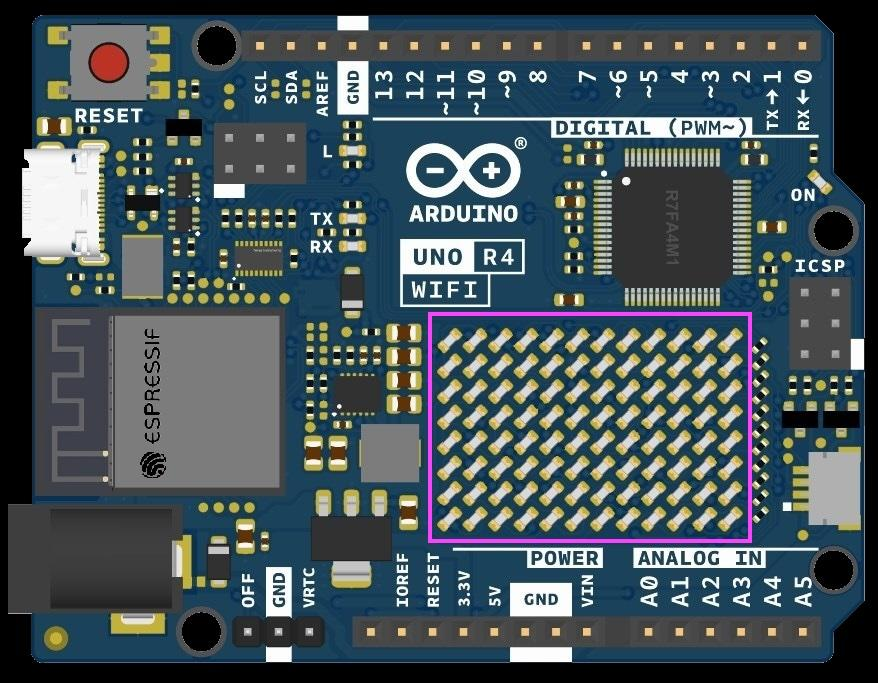 RESET
SCL
SDA
AREF
GND
13
12
~11
~10
~9
8
7
~6
~5
4
~3
2
TX→1
RX←0
DIGITAL (PWM~)
L
®
ARDUINO
TX
RX
UNO R4
WIFI
R7FA4M1
ON
ICSP
ESPRESSIF
OFF
GND
VRTC
IOREF
RESET
3.3V
5V
GND
VIN
POWER
ANALOG IN
A0
A1
A2
A3
A4
A5